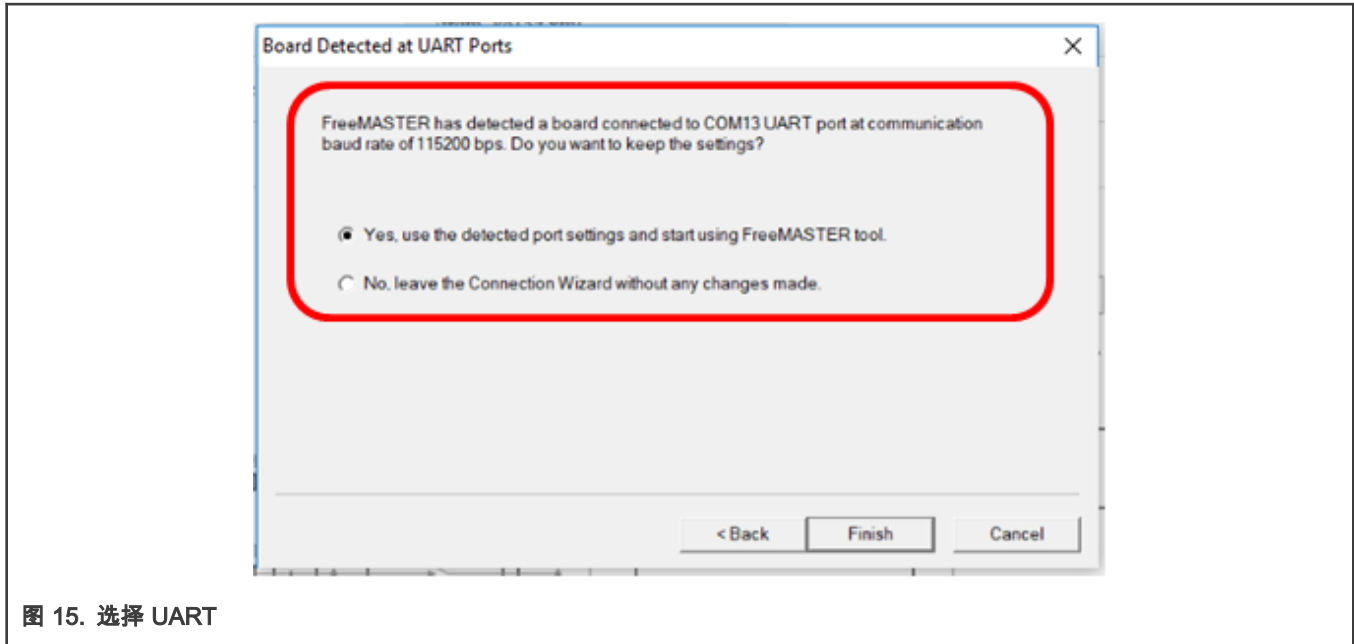 Board Detected at UART Ports
FreeMASTER has detected a board connected to COM13 UART port at communication
baud rate of 115200 bps. Do you want to keep the settings?
Yes, use the detected port settings and start using FreeMASTER tool.
No, leave the Connection Wizard without any changes made.
< Back
Finish
Cancel
图 15. 选择 UART